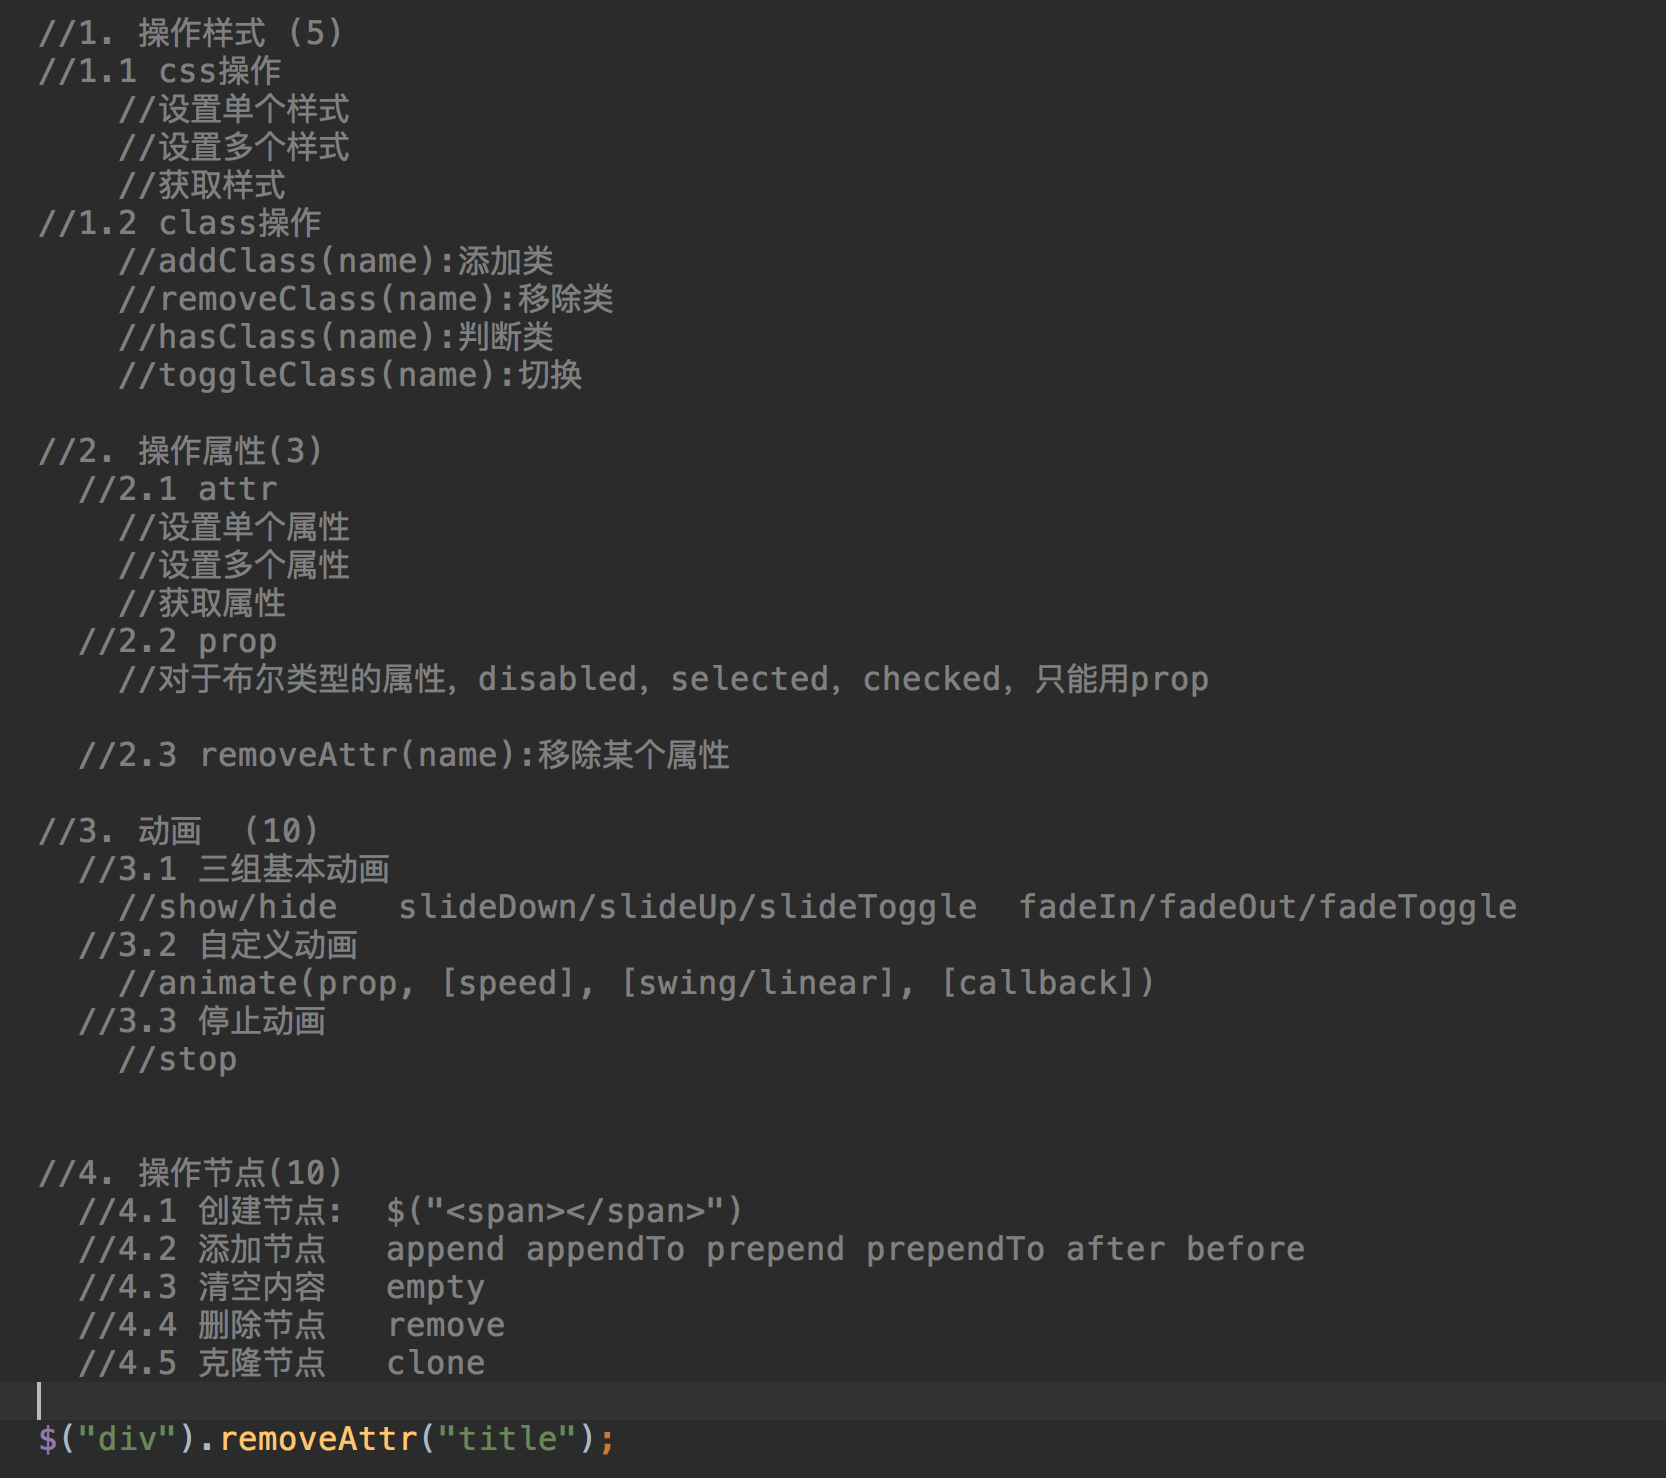 //1. 操作样式 (5)
//1.1 css操作
//设置单个样式
//设置多个样式
//获取样式
//1.2 class操作
//addClass(name):添加类
//removeClass(name):移除类
//hasClass(name):判断类
//toggleClass(name):切换
//2. 操作属性(3)
//2.1 attr
//设置单个属性
//设置多个属性
//获取属性
//2.2 prop
//对于布尔类型的属性，disabled，selected，checked，只能用prop
//2.3 removeAttr(name):移除某个属性
//3. 动画  (10)
//3.1 三组基本动画
//show/hide   slideDown/slideUp/slideToggle  fadeIn/fadeOut/fadeToggle
//3.2 自定义动画
//animate(prop, [speed], [swing/linear], [callback])
//3.3 停止动画
//stop
//4. 操作节点(10)
//4.1 创建节点:  $("<span></span>")
//4.2 添加节点   append appendTo prepend prependTo after before
//4.3 清空内容   empty
//4.4 删除节点   remove
//4.5 克隆节点   clone
$("div").removeAttr("title");